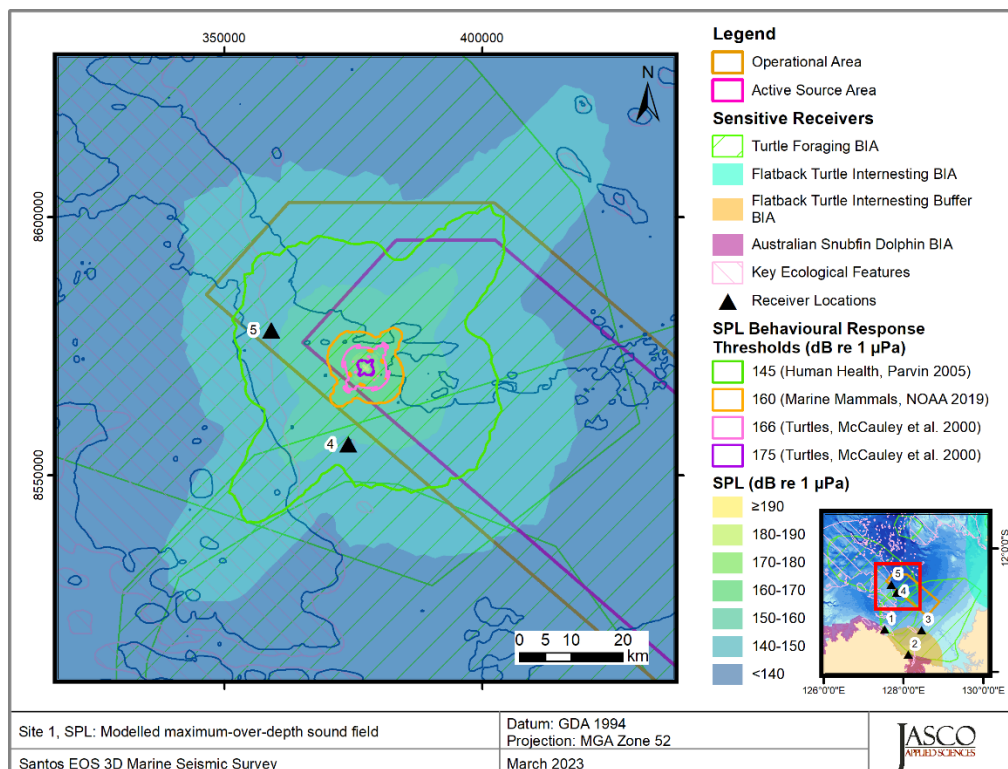 350000
400000
N
8600000
8550000
5
4
0 5 10 20
km
Legend
Operational Area
Active Source Area
Sensitive Receivers
Turtle Foraging BIA
Flatback Turtle Internesting BIA
Flatback Turtle Internesting Buffer
BIA
Australian Snubfin Dolphin BIA
Key Ecological Features
Receiver Locations
SPL Behavioural Response
Thresholds (dB re 1 µPa)
145 (Human Health, Parvin 2005)
160 (Marine Mammals, NOAA 2019)
166 (Turtles, McCauley et al. 2000)
175 (Turtles, McCauley et al. 2000)
SPL (dB re 1 µPa)
≥190
180-190
170-180
160-170
150-160
140-150
<140
5
4
1
3
2
12°0'0"S
126°0'0"E 128°0'0"E 130°0'0"E
Site 1, SPL: Modelled maximum-over-depth sound field
Santos EOS 3D Marine Seismic Survey
Datum: GDA 1994
Projection: MGA Zone 52
March 2023
JASCO
APPLIED SCIENCES